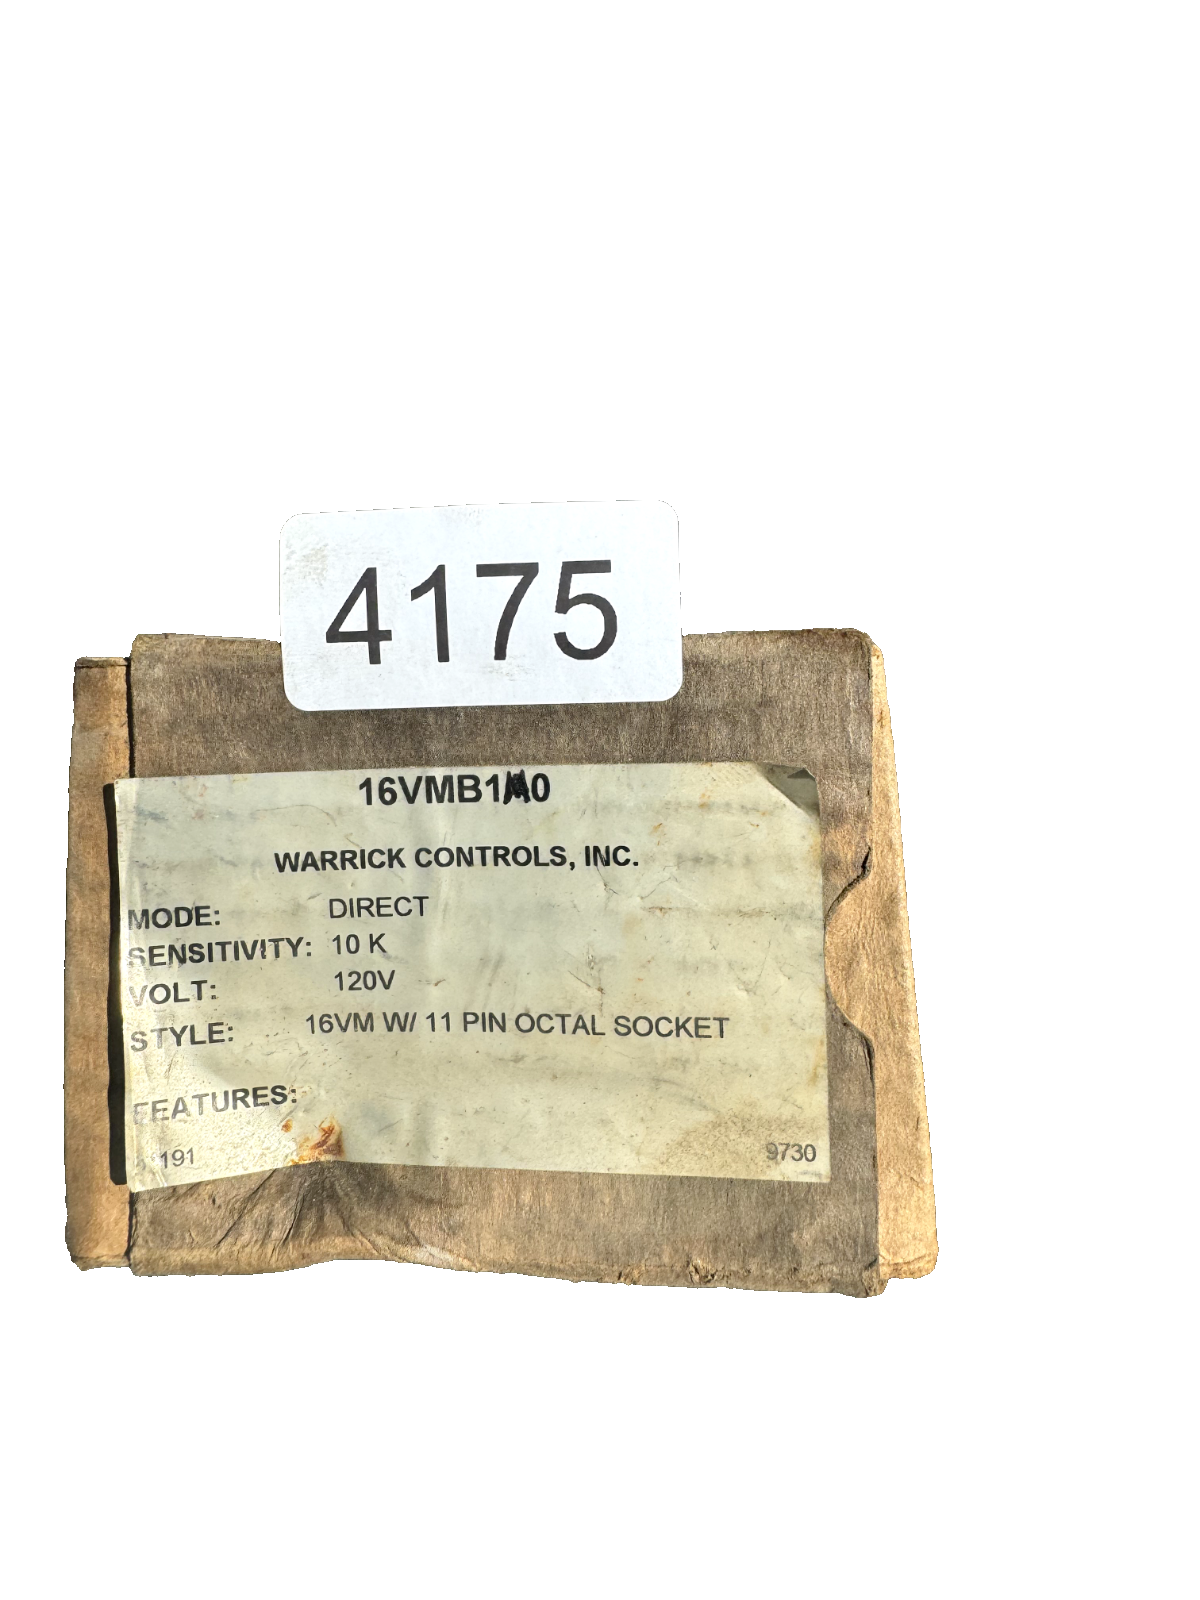 4175
16VMB1A0
WARRICK CONTROLS, INC.
MODE: DIRECT
SENSITIVITY: 10 K
VOLT: 120V
STYLE: 16VM W/ 11 PIN OCTAL SOCKET
FEATURES:
191
9730